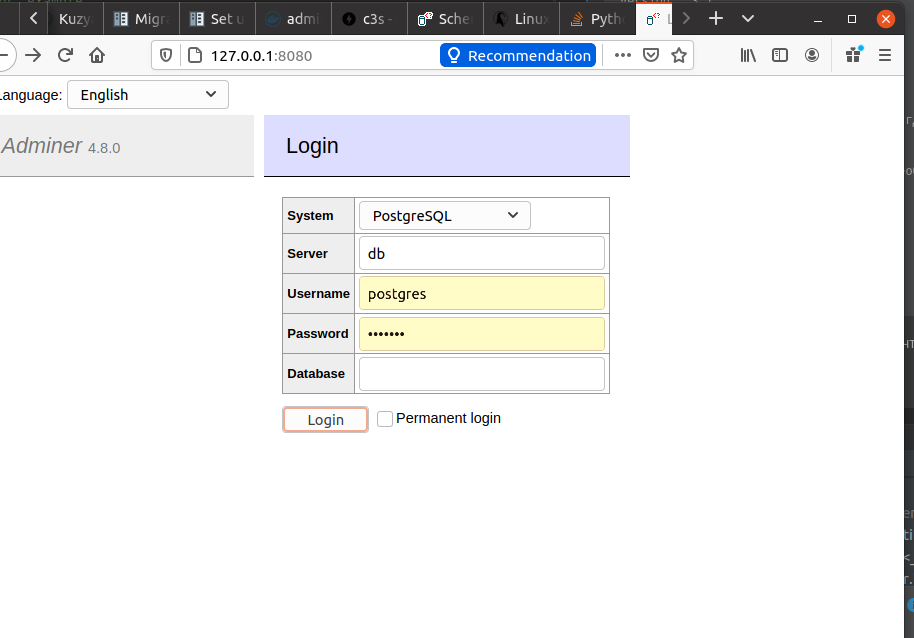 Kuzy Migra Set u admi c3s - Sche Linux Pytho
127.0.0.1:8080 Recommendation
Language: English
Adminer 4.8.0
Login
System PostgreSQL
Server db
Username postgres
Password •••••••
Database
Login Permanent login